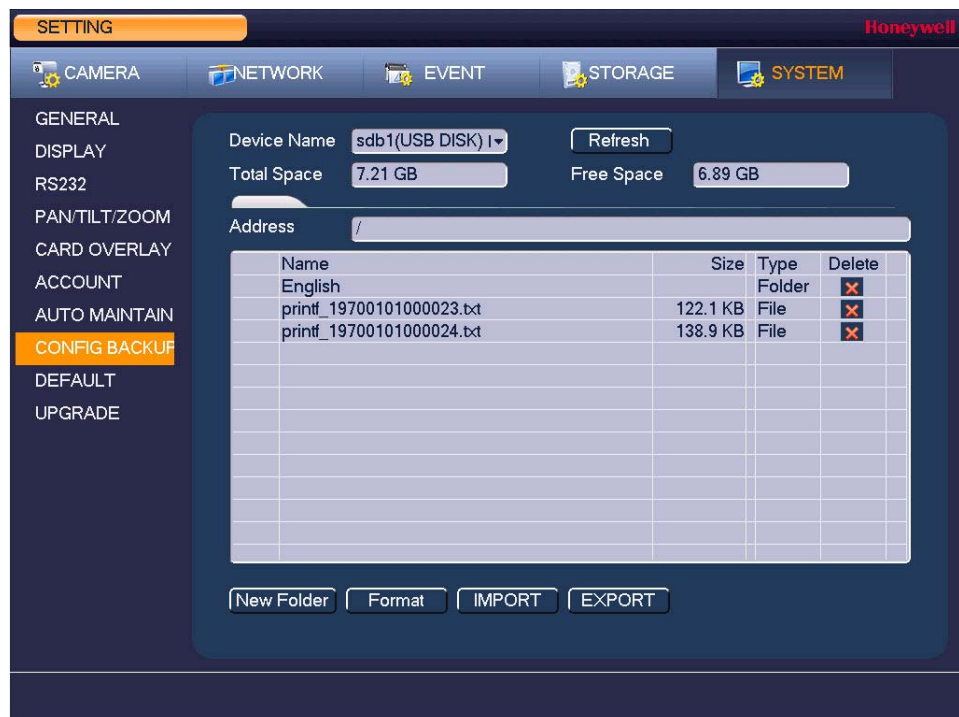 SETTING
Honeywell
CAMERA NETWORK EVENT STORAGE SYSTEM
GENERAL
DISPLAY
RS232
PAN/TILT/ZOOM
CARD OVERLAY
ACCOUNT
AUTO MAINTAIN
CONFIG BACKUP
DEFAULT
UPGRADE
Device Name sdb1(USB DISK) Refresh
Total Space 7.21 GB Free Space 6.89 GB
Address /
Name Size Type Delete
English Folder
printf_19700101000023.txt 122.1 KB File
printf_19700101000024.txt 138.9 KB File
New Folder Format IMPORT EXPORT